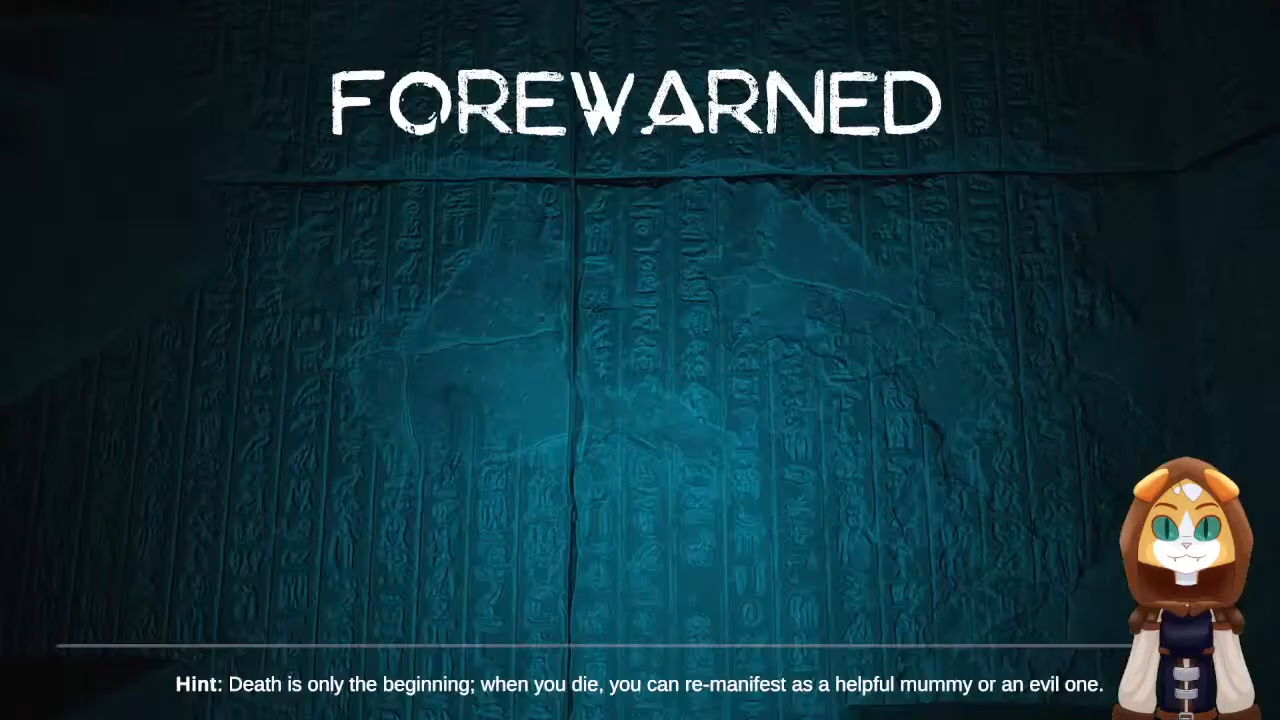 FOREWARNED
Hint: Death is only the beginning; when you die, you can re-manifest as a helpful mummy or an evil one.